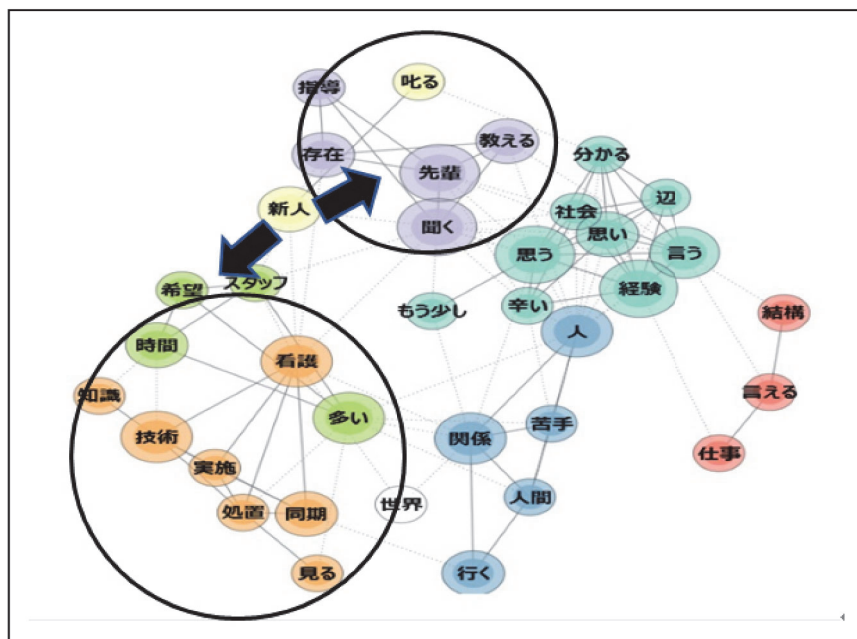 指導
叱る
教える
存在
先輩
分かる
新人
社会
辺
聞く
思い
思う
言う
希望
スタッフ
経験
もう少し
辛い
結構
時間
看護
人
知識
言える
技術
多い
関係
苦手
仕事
実施
処置
同期
世界
人間
見る
行く